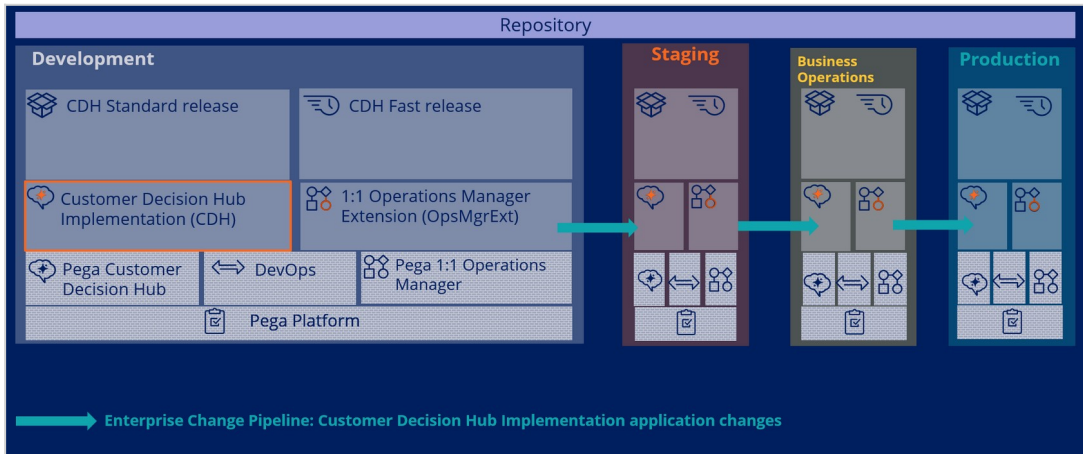 Repository
Development
CDH Standard release
CDH Fast release
Customer Decision Hub
Implementation (CDH)
1:1 Operations Manager
Extension (OpsMgrExt)
Pega Customer
Decision Hub
DevOps
Pega 1:1 Operations
Manager
Pega Platform
Staging
Business
Operations
Production
Enterprise Change Pipeline: Customer Decision Hub Implementation application changes